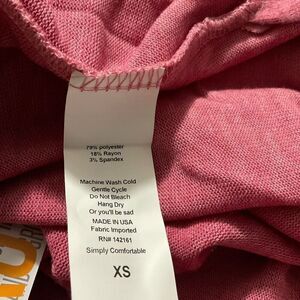 79% polyester
18% Rayon
3% Spandex
Machine Wash Cold
Gentle Cycle
Do Not Bleach
Hang Dry
Or you'll be sad
MADE IN USA
Fabric Imported
RN# 142161
Simply Comfortable
XS